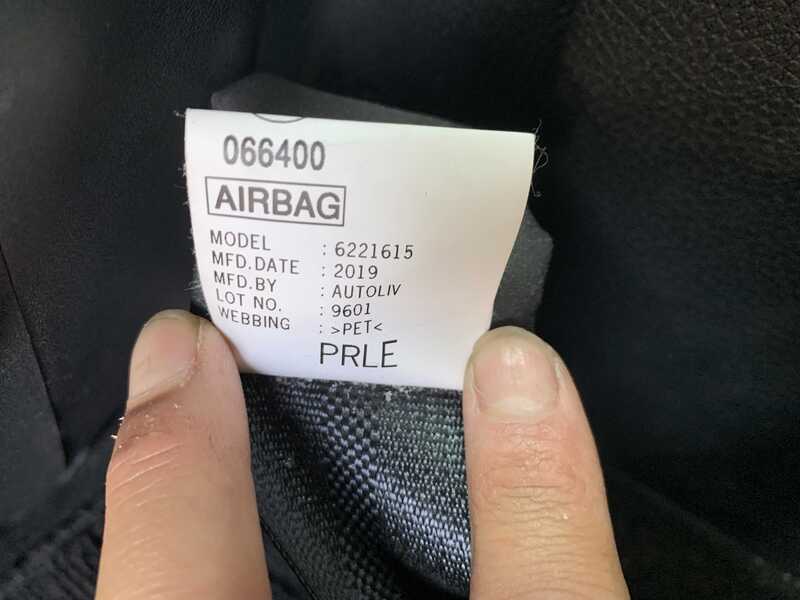 066400
AIRBAG
MODEL : 6221615
MFD.DATE : 2019
MFD.BY : AUTOLIV
LOT NO. : 9601
WEBBING : >PET<
PRLE